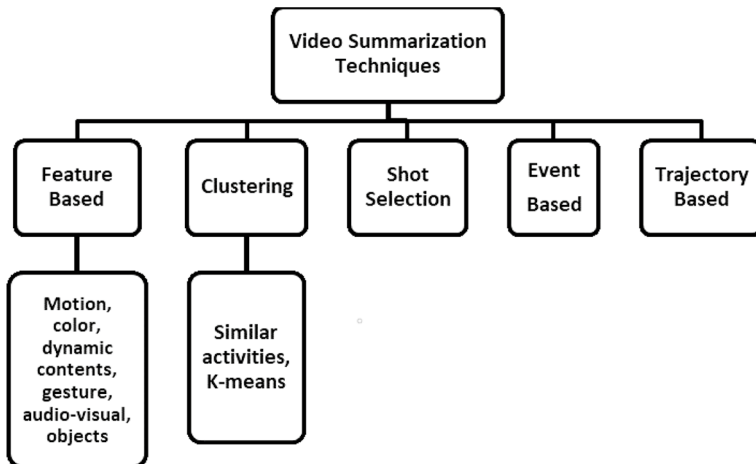 Video Summarization
Techniques
Feature
Based
Clustering
Shot
Selection
Event
Based
Trajectory
Based
Motion,
color,
dynamic
contents,
gesture,
audio-visual,
objects
Similar
activities,
K-means